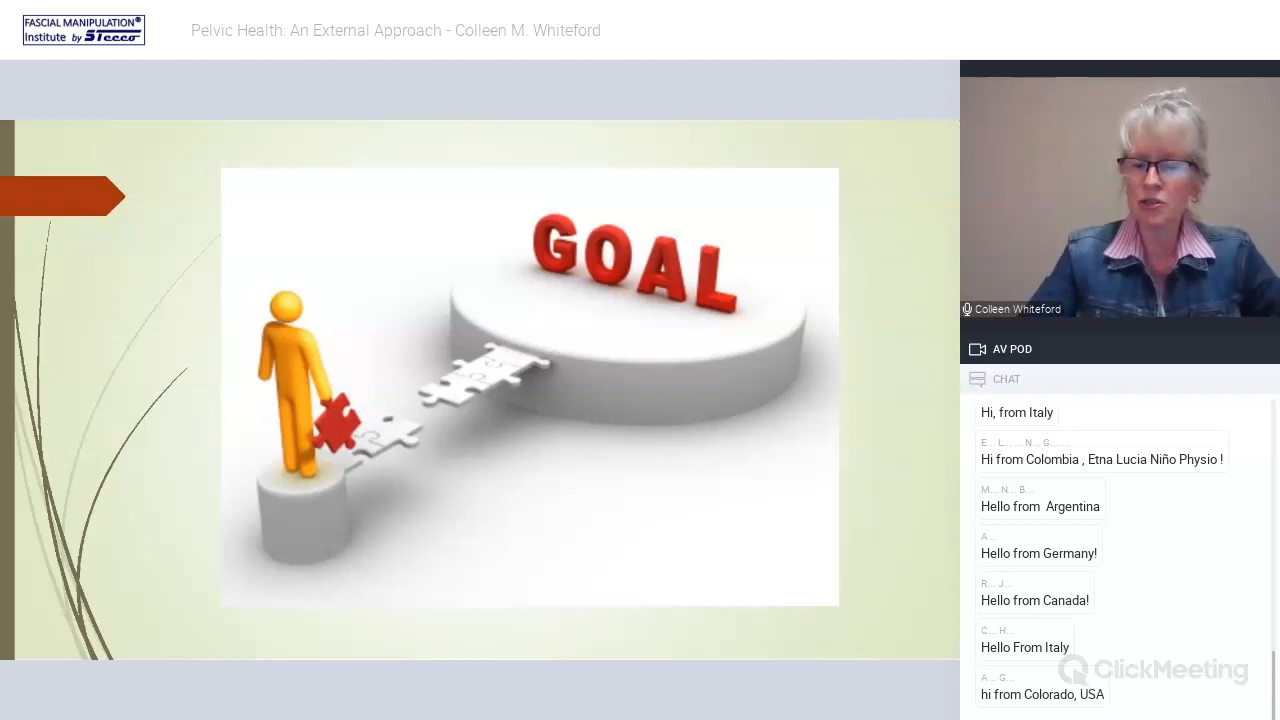 FASCIAL MANIPULATION®
Institute by STECCO
Pelvic Health: An External Approach - Colleen M. Whiteford
GOAL
Colleen Whiteford
AV POD
CHAT
Hi, from Italy
E... L... ... N... G... ...
Hi from Colombia , Etna Lucia Niño Physio !
M... N... B...
Hello from Argentina
A...
Hello from Germany!
R... J...
Hello from Canada!
C... H...
Hello From Italy
ClickMeeting
A... G...
hi from Colorado, USA